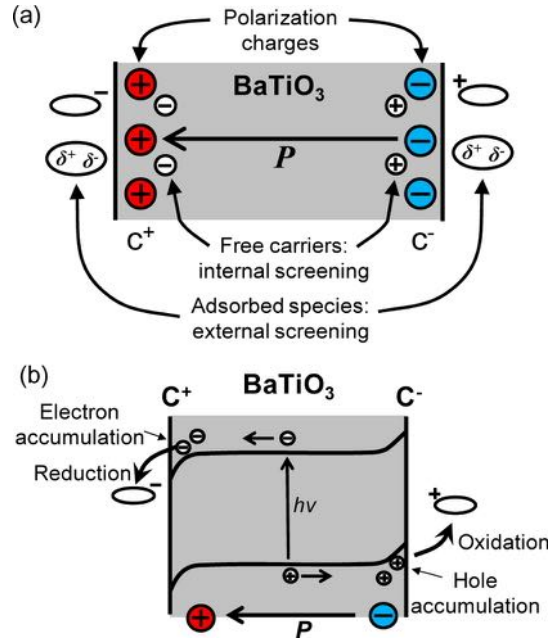 (a)
Polarization
charges
BaTiO3
− + − − + +
δ+ δ- + P − δ+ δ-
− +
+ −
C+ C-
Free carriers:
internal screening
Adsorbed species:
external screening
(b)
BaTiO3
C+ C-
Electron
accumulation
Reduction
−
hν
+
Oxidation
Hole
accumulation
+ P −